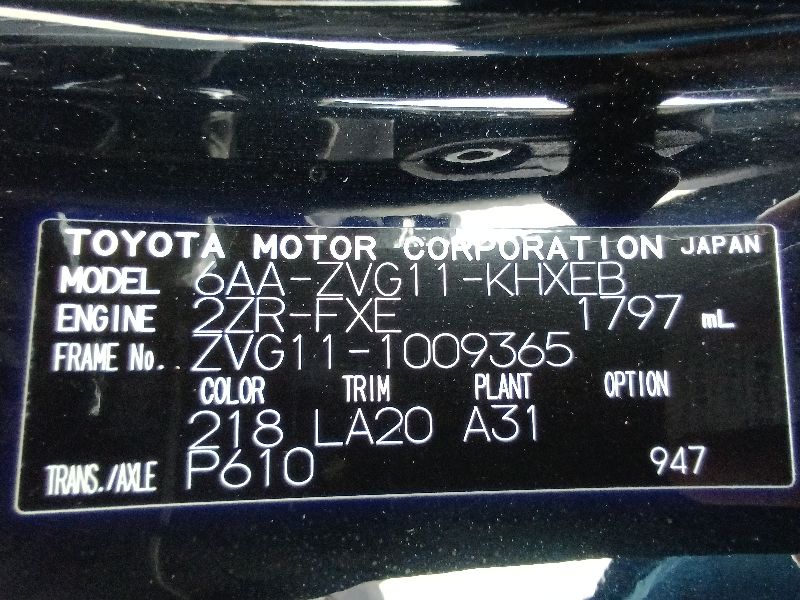 TOYOTA MOTOR CORPORATION JAPAN
MODEL 6AA-ZVG11-KHXEB
ENGINE 2ZR-FXE 1797 mL
FRAME No. ZVG11-1009365
COLOR TRIM PLANT OPTION
218 LA20 A31
TRANS./AXLE P610 947